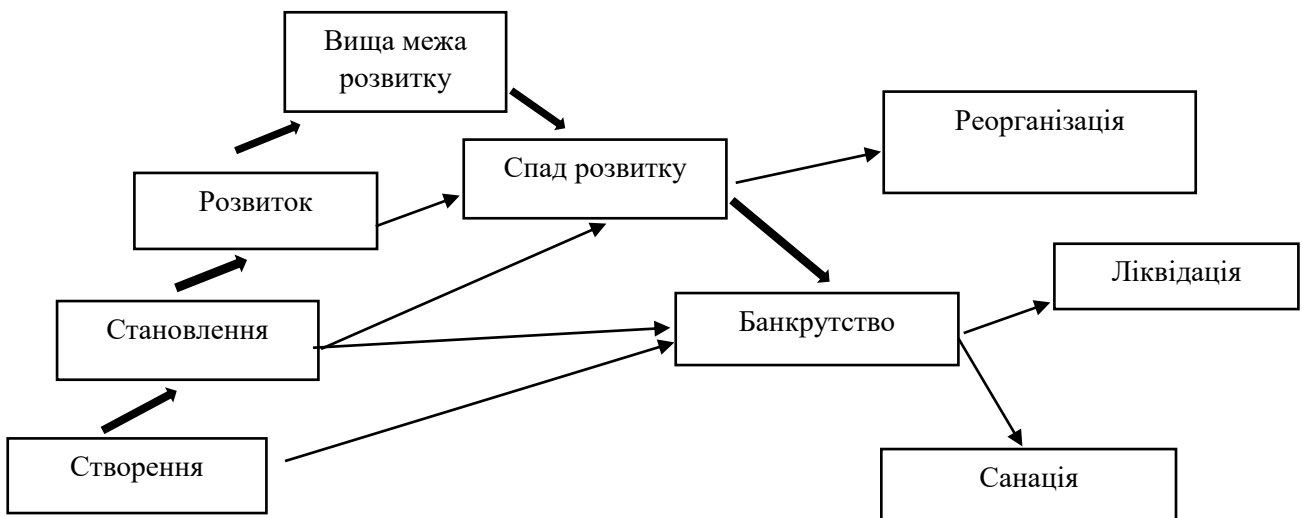 Вища межа
розвитку
Реорганізація
Спад розвитку
Розвиток
Ліквідація
Становлення
Банкрутство
Створення
Санація